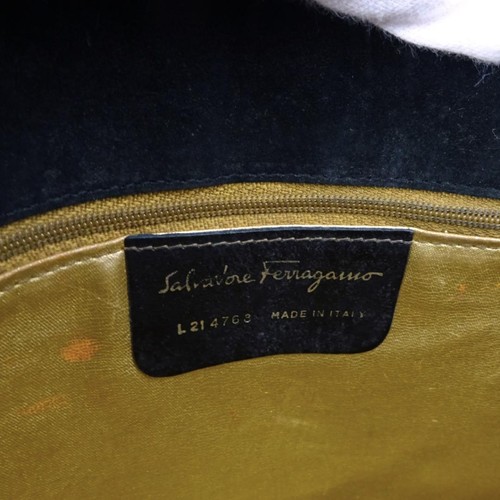 Salvatore Ferragamo
L21 4768 MADE IN ITALY